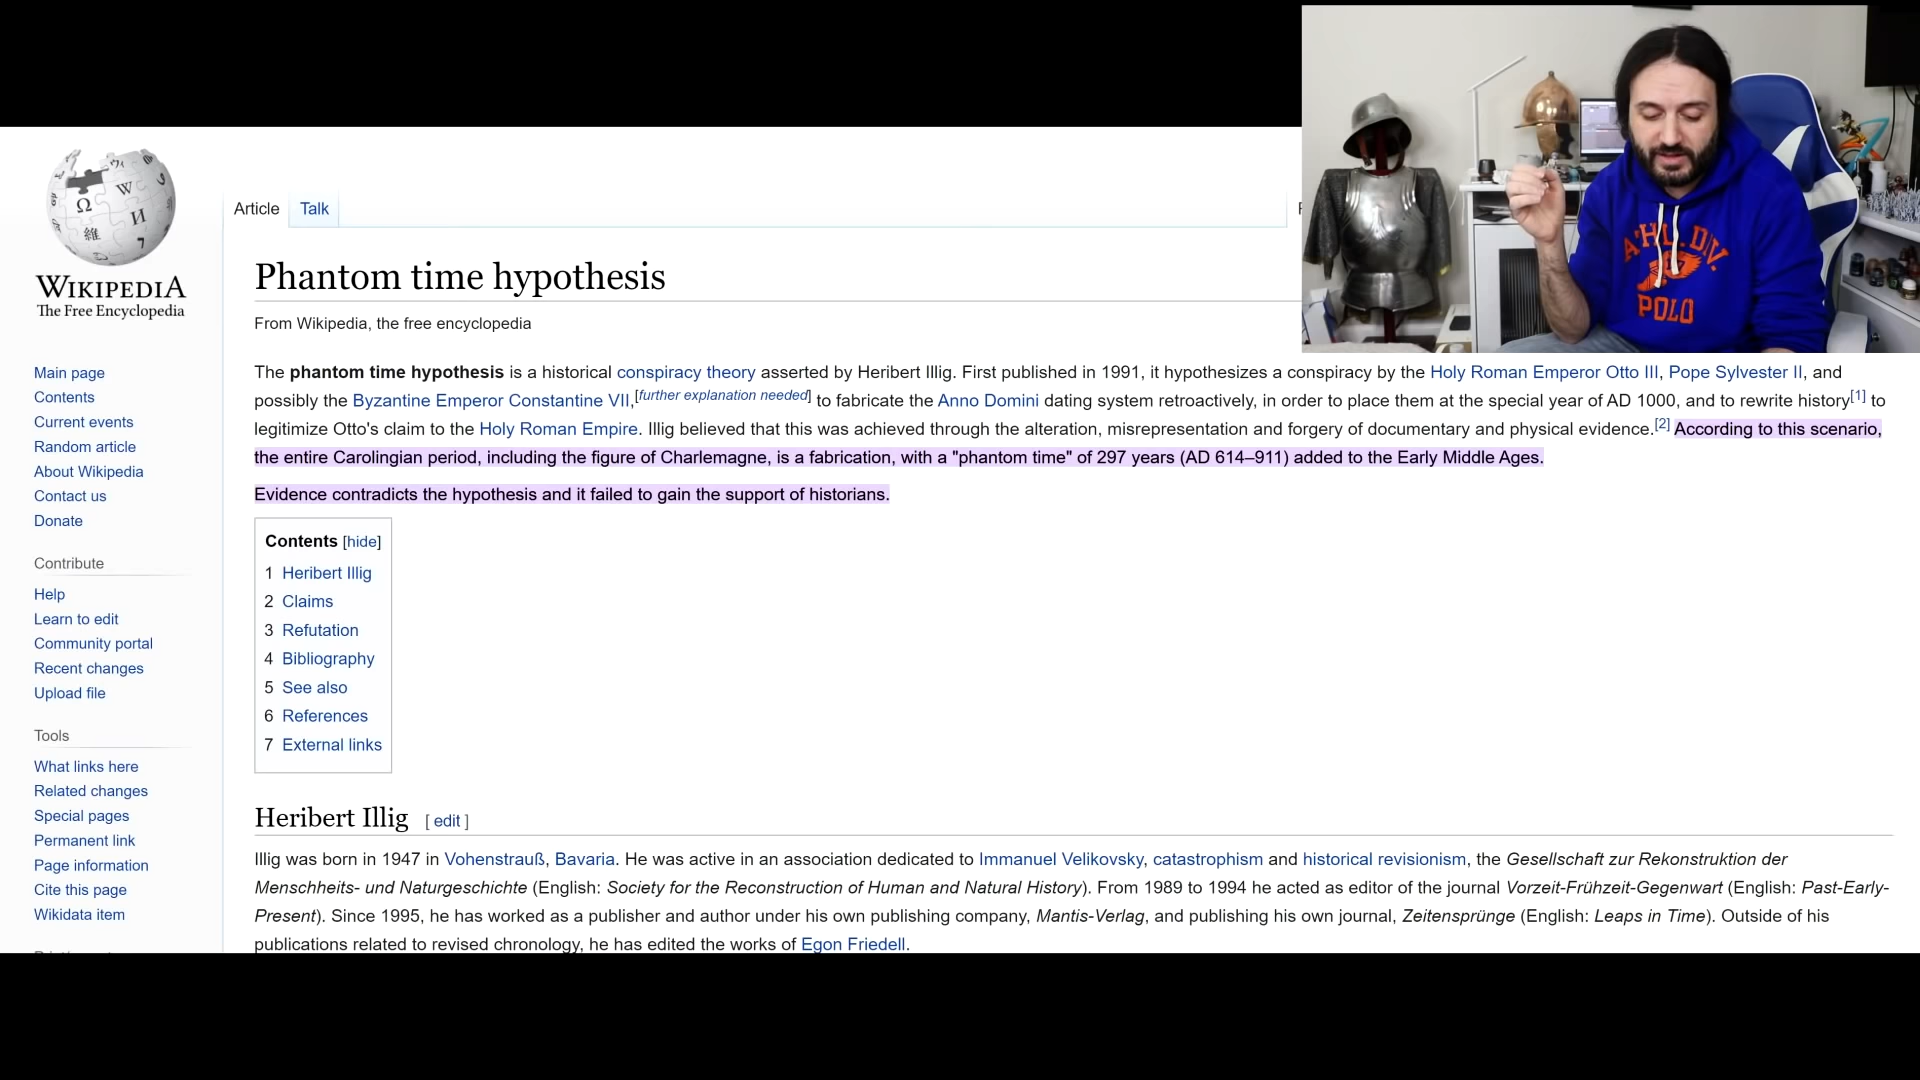 WIKIPEDIA
The Free Encyclopedia
Main page
Contents
Current events
Random article
About Wikipedia
Contact us
Donate
Contribute
Help
Learn to edit
Community portal
Recent changes
Upload file
Tools
What links here
Related changes
Special pages
Permanent link
Page information
Cite this page
Wikidata item
Article Talk
Phantom time hypothesis
From Wikipedia, the free encyclopedia
The phantom time hypothesis is a historical conspiracy theory asserted by Heribert Illig. First published in 1991, it hypothesizes a conspiracy by the Holy Roman Emperor Otto III, Pope Sylvester II, and
possibly the Byzantine Emperor Constantine VII,[further explanation needed] to fabricate the Anno Domini dating system retroactively, in order to place them at the special year of AD 1000, and to rewrite history[1] to
legitimize Otto's claim to the Holy Roman Empire. Illig believed that this was achieved through the alteration, misrepresentation and forgery of documentary and physical evidence.[2] According to this scenario,
the entire Carolingian period, including the figure of Charlemagne, is a fabrication, with a "phantom time" of 297 years (AD 614–911) added to the Early Middle Ages.
Evidence contradicts the hypothesis and it failed to gain the support of historians.
Contents [hide]
1 Heribert Illig
2 Claims
3 Refutation
4 Bibliography
5 See also
6 References
7 External links
Heribert Illig [ edit ]
Illig was born in 1947 in Vohenstrauß, Bavaria. He was active in an association dedicated to Immanuel Velikovsky, catastrophism and historical revisionism, the Gesellschaft zur Rekonstruktion der
Menschheits- und Naturgeschichte (English: Society for the Reconstruction of Human and Natural History). From 1989 to 1994 he acted as editor of the journal Vorzeit-Frühzeit-Gegenwart (English: Past-Early-
Present). Since 1995, he has worked as a publisher and author under his own publishing company, Mantis-Verlag, and publishing his own journal, Zeitensprünge (English: Leaps in Time). Outside of his
publications related to revised chronology, he has edited the works of Egon Friedell.
ATHL. DIV.
POLO